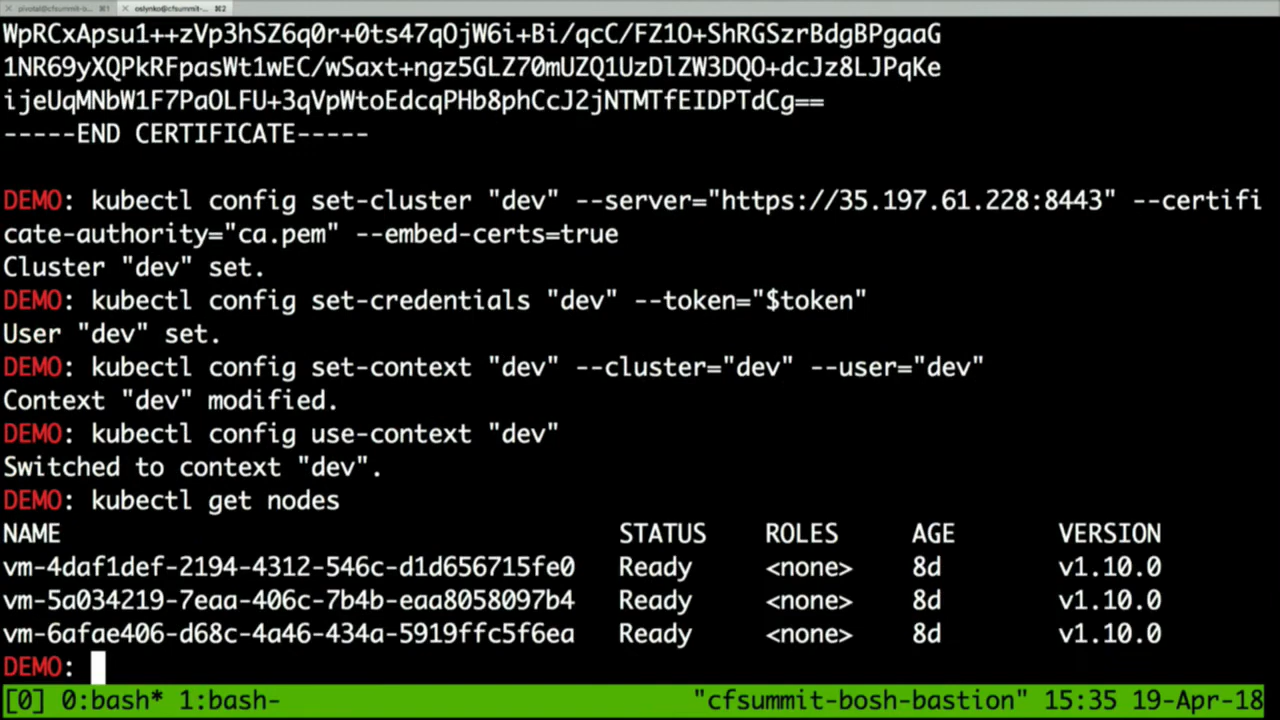 pivotal@cfsummit-b... ⌘1 oslynko@cfsummit-... ⌘2
WpRCxApsu1++zVp3hSZ6q0r+0ts47qOjW6i+Bi/qcC/FZ1O+ShRGSzrBdgBPgaaG
1NR69yXQPkRFpasWt1wEC/wSaxt+ngz5GLZ70mUZQ1UzDlZW3DQO+dcJz8LJPqKe
ijeUqMNbW1F7PaOLFU+3qVpWtoEdcqPHb8phCcJ2jNTMTfEIDPTdCg==
-----END CERTIFICATE-----
DEMO: kubectl config set-cluster "dev" --server="https://35.197.61.228:8443" --certifi
cate-authority="ca.pem" --embed-certs=true
Cluster "dev" set.
DEMO: kubectl config set-credentials "dev" --token="$token"
User "dev" set.
DEMO: kubectl config set-context "dev" --cluster="dev" --user="dev"
Context "dev" modified.
DEMO: kubectl config use-context "dev"
Switched to context "dev".
DEMO: kubectl get nodes
NAME STATUS ROLES AGE VERSION
vm-4daf1def-2194-4312-546c-d1d656715fe0 Ready <none> 8d v1.10.0
vm-5a034219-7eaa-406c-7b4b-eaa8058097b4 Ready <none> 8d v1.10.0
vm-6afae406-d68c-4a46-434a-5919ffc5f6ea Ready <none> 8d v1.10.0
DEMO:
[0] 0:bash* 1:bash- "cfsummit-bosh-bastion" 15:35 19-Apr-18